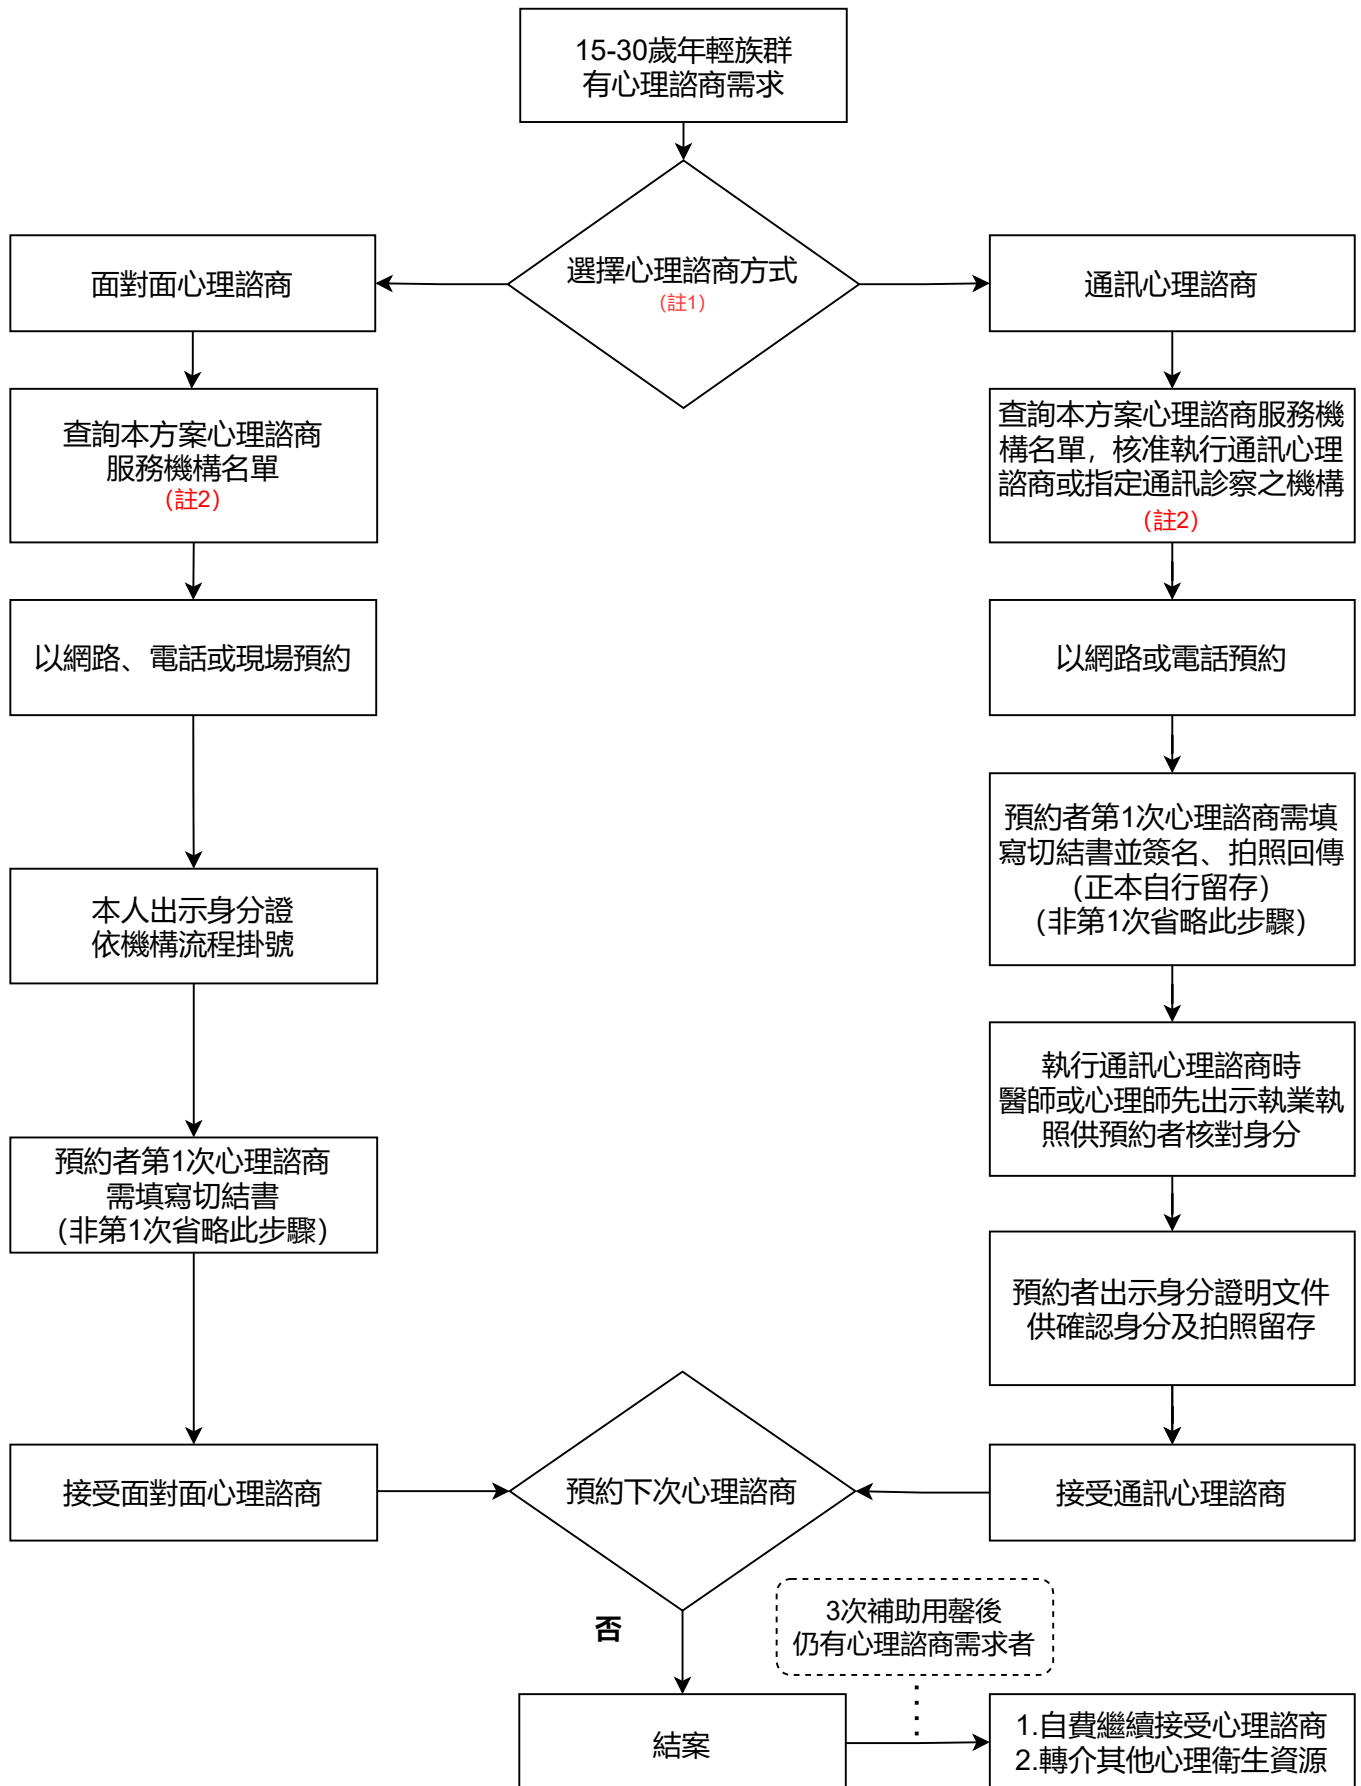 15-30歲年輕族群
有心理諮商需求
選擇心理諮商方式
(註1)
面對面心理諮商
查詢本方案心理諮商
服務機構名單
(註2)
以網路、電話或現場預約
本人出示身分證
依機構流程掛號
預約者第1次心理諮商
需填寫切結書
(非第1次省略此步驟)
接受面對面心理諮商
通訊心理諮商
查詢本方案心理諮商服務機
構名單，核准執行通訊心理
諮商或指定通訊診察之機構
(註2)
以網路或電話預約
預約者第1次心理諮商需填
寫切結書並簽名、拍照回傳
(正本自行留存)
(非第1次省略此步驟)
執行通訊心理諮商時
醫師或心理師先出示執業執
照供預約者核對身分
預約者出示身分證明文件
供確認身分及拍照留存
接受通訊心理諮商
預約下次心理諮商
否
3次補助用罄後
仍有心理諮商需求者
結案
1.自費繼續接受心理諮商
2.轉介其他心理衛生資源